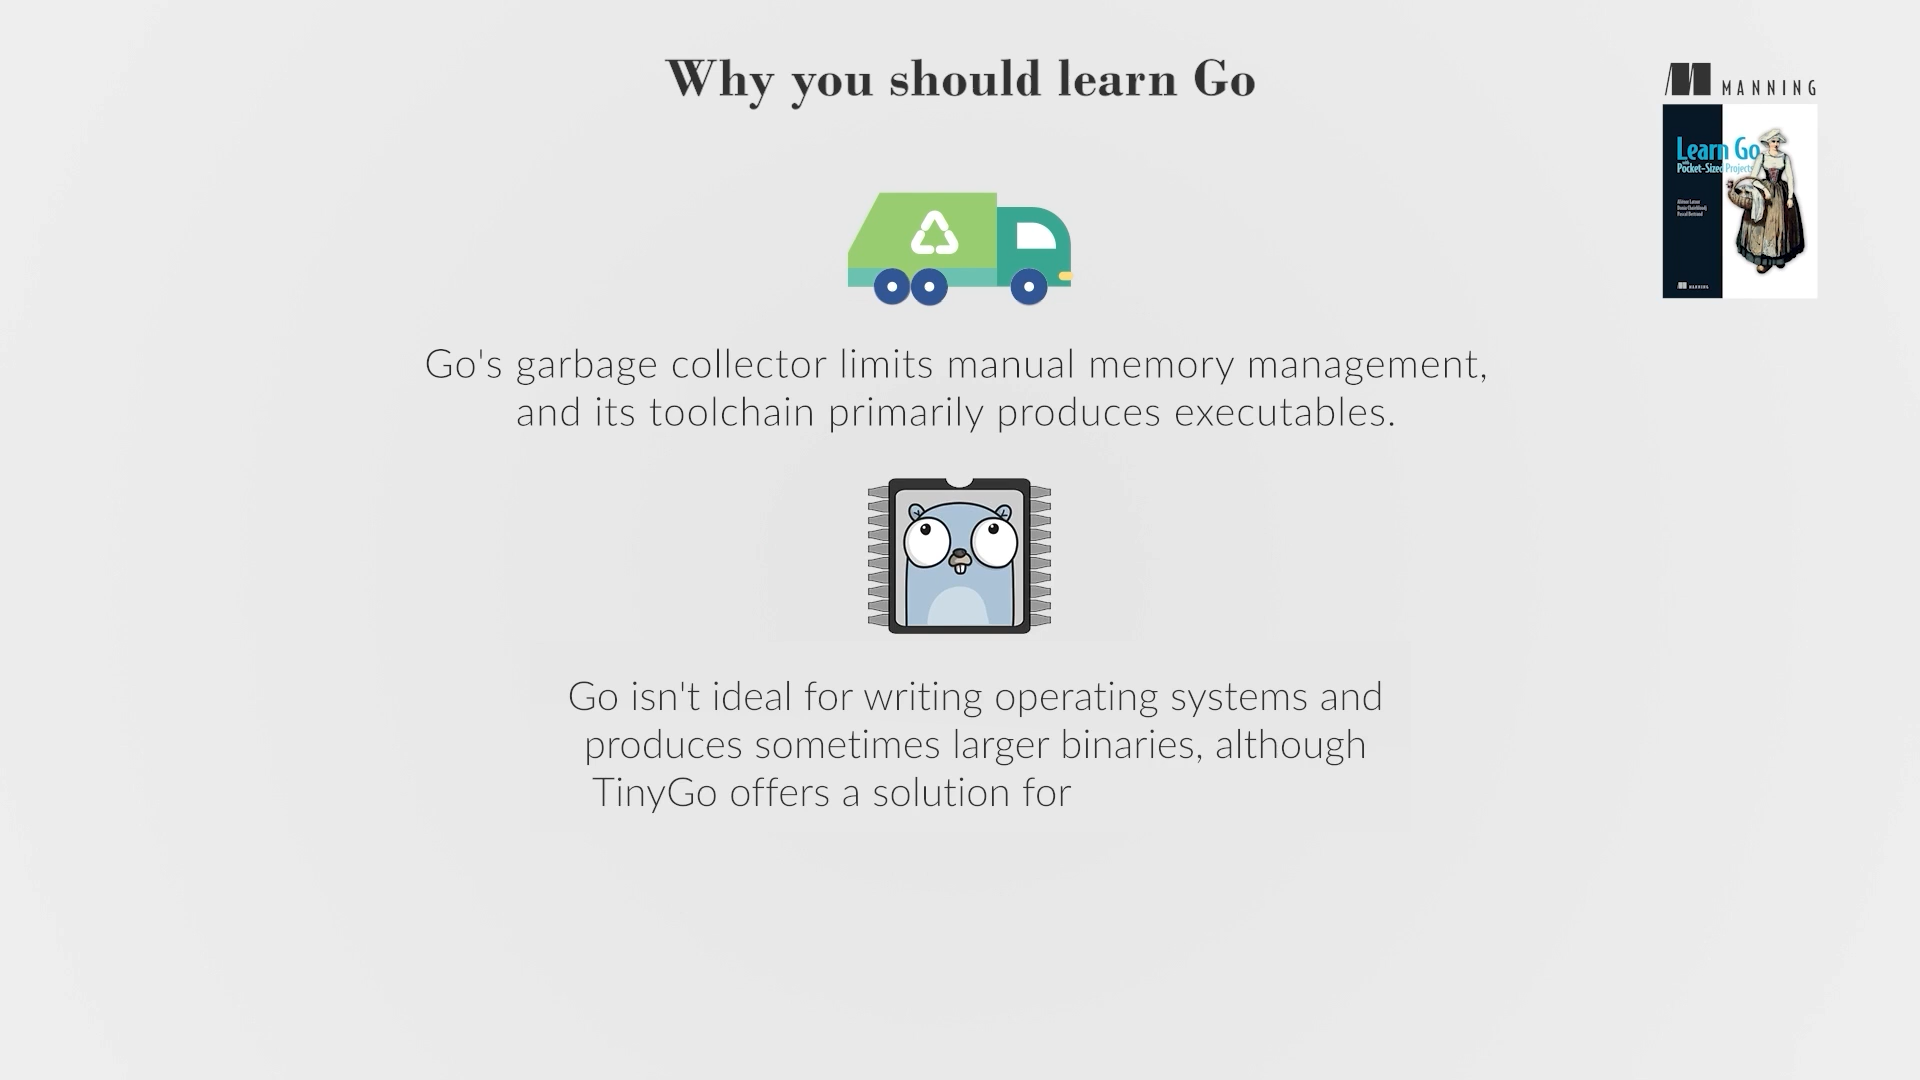 Why you should learn Go
MANNING
Learn Go
with
Pocket-Sized Projects
MANNING
Go's garbage collector limits manual memory management,
and its toolchain primarily produces executables.
Go isn't ideal for writing operating systems and
produces sometimes larger binaries, although
TinyGo offers a solution for